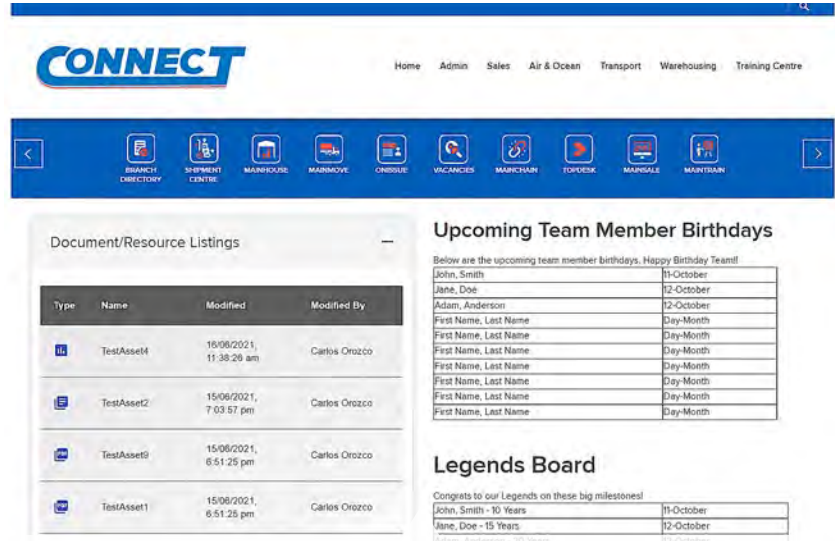 CONNECT
Home Admin Sales Air & Ocean Transport Warehousing Training Centre
BRANCH DIRECTORY
SHIPMENT CENTRE
MAINHOUSE
MAINMOVE
ONISSUE
VACANCIES
MAINCHAIN
TOPDESK
MAINSALE
MAINTRAIN
Document/Resource Listings
Type Name Modified Modified By
TestAsset4 16/06/2021, 11:38:26 am Carlos Orozco
TestAsset2 15/06/2021, 7:03:57 pm Carlos Orozco
TestAsset9 15/06/2021, 6:51:25 pm Carlos Orozco
TestAsset1 15/06/2021, 6:51:25 pm Carlos Orozco
Upcoming Team Member Birthdays
Below are the upcoming team member birthdays. Happy Birthday Team!!
John, Smith 11-October
Jane, Doe 12-October
Adam, Anderson 12-October
First Name, Last Name Day-Month
First Name, Last Name Day-Month
First Name, Last Name Day-Month
First Name, Last Name Day-Month
First Name, Last Name Day-Month
First Name, Last Name Day-Month
First Name, Last Name Day-Month
Legends Board
Congrats to our Legends on these big milestones!
John, Smith - 10 Years 11-October
Jane, Doe - 15 Years 12-October